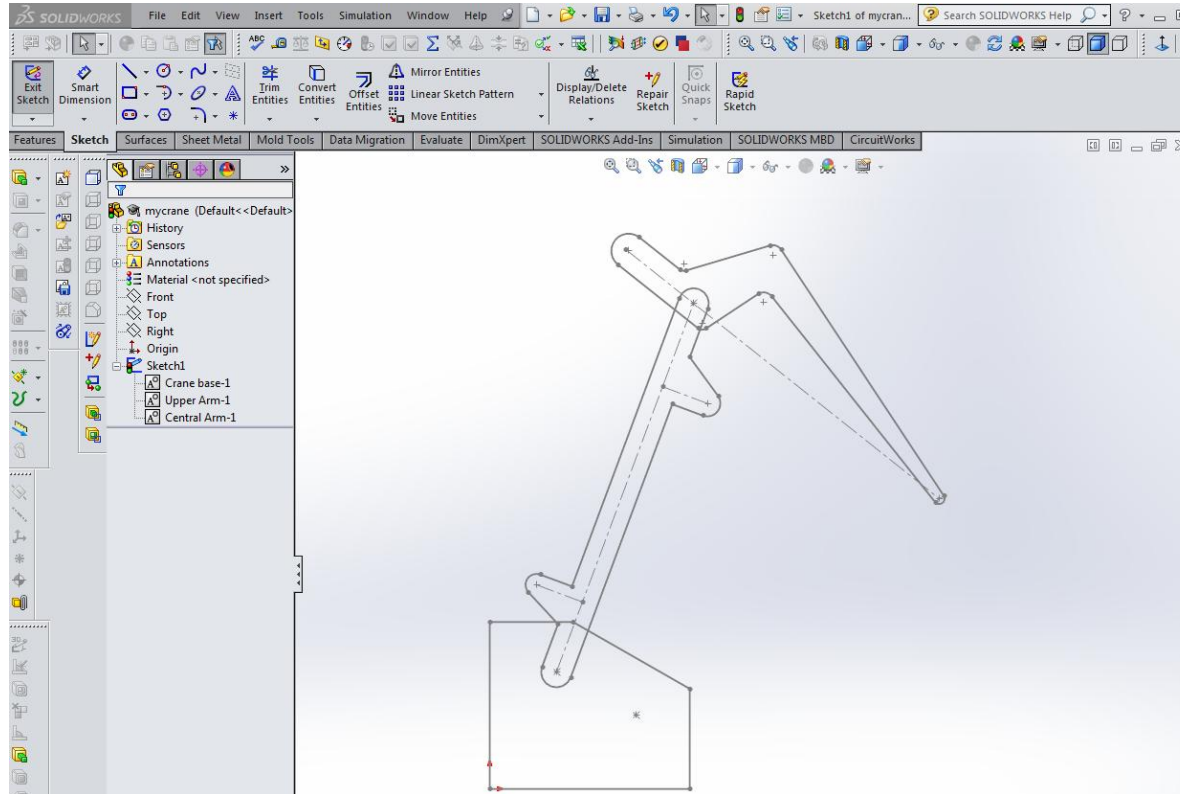 SOLIDWORKS File Edit View Insert Tools Simulation Window Help Sketch1 of mycran... Search SOLIDWORKS Help
Exit Sketch
Smart Dimension
Trim Entities
Convert Entities
Offset Entities
Mirror Entities
Linear Sketch Pattern
Move Entities
Display/Delete Relations
Repair Sketch
Quick Snaps
Rapid Sketch
Features Sketch Surfaces Sheet Metal Mold Tools Data Migration Evaluate DimXpert SOLIDWORKS Add-Ins Simulation SOLIDWORKS MBD CircuitWorks
mycrane (Default<<Default>
History
Sensors
Annotations
Material <not specified>
Front
Top
Right
Origin
Sketch1
Crane base-1
Upper Arm-1
Central Arm-1